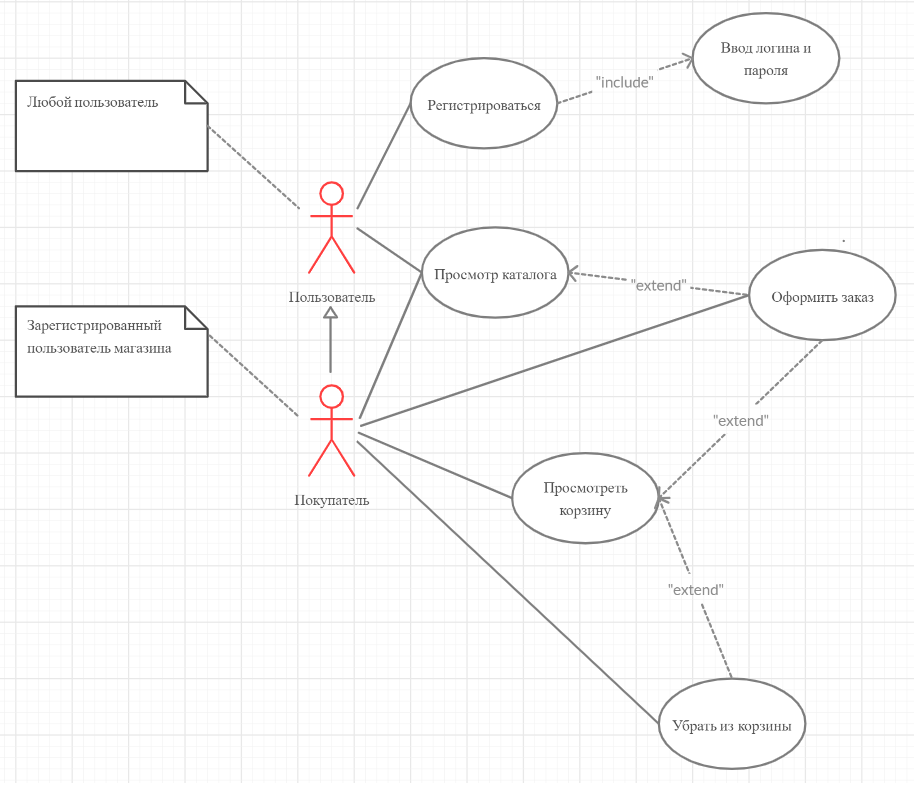 Ввод логина и
пароля
"include"
Любой пользователь
Регистрироваться
Просмотр каталога
"extend"
Оформить заказ
Пользователь
Зарегистрированный
пользователь магазина
"extend"
Просмотреть
корзину
Покупатель
"extend"
Убрать из корзины